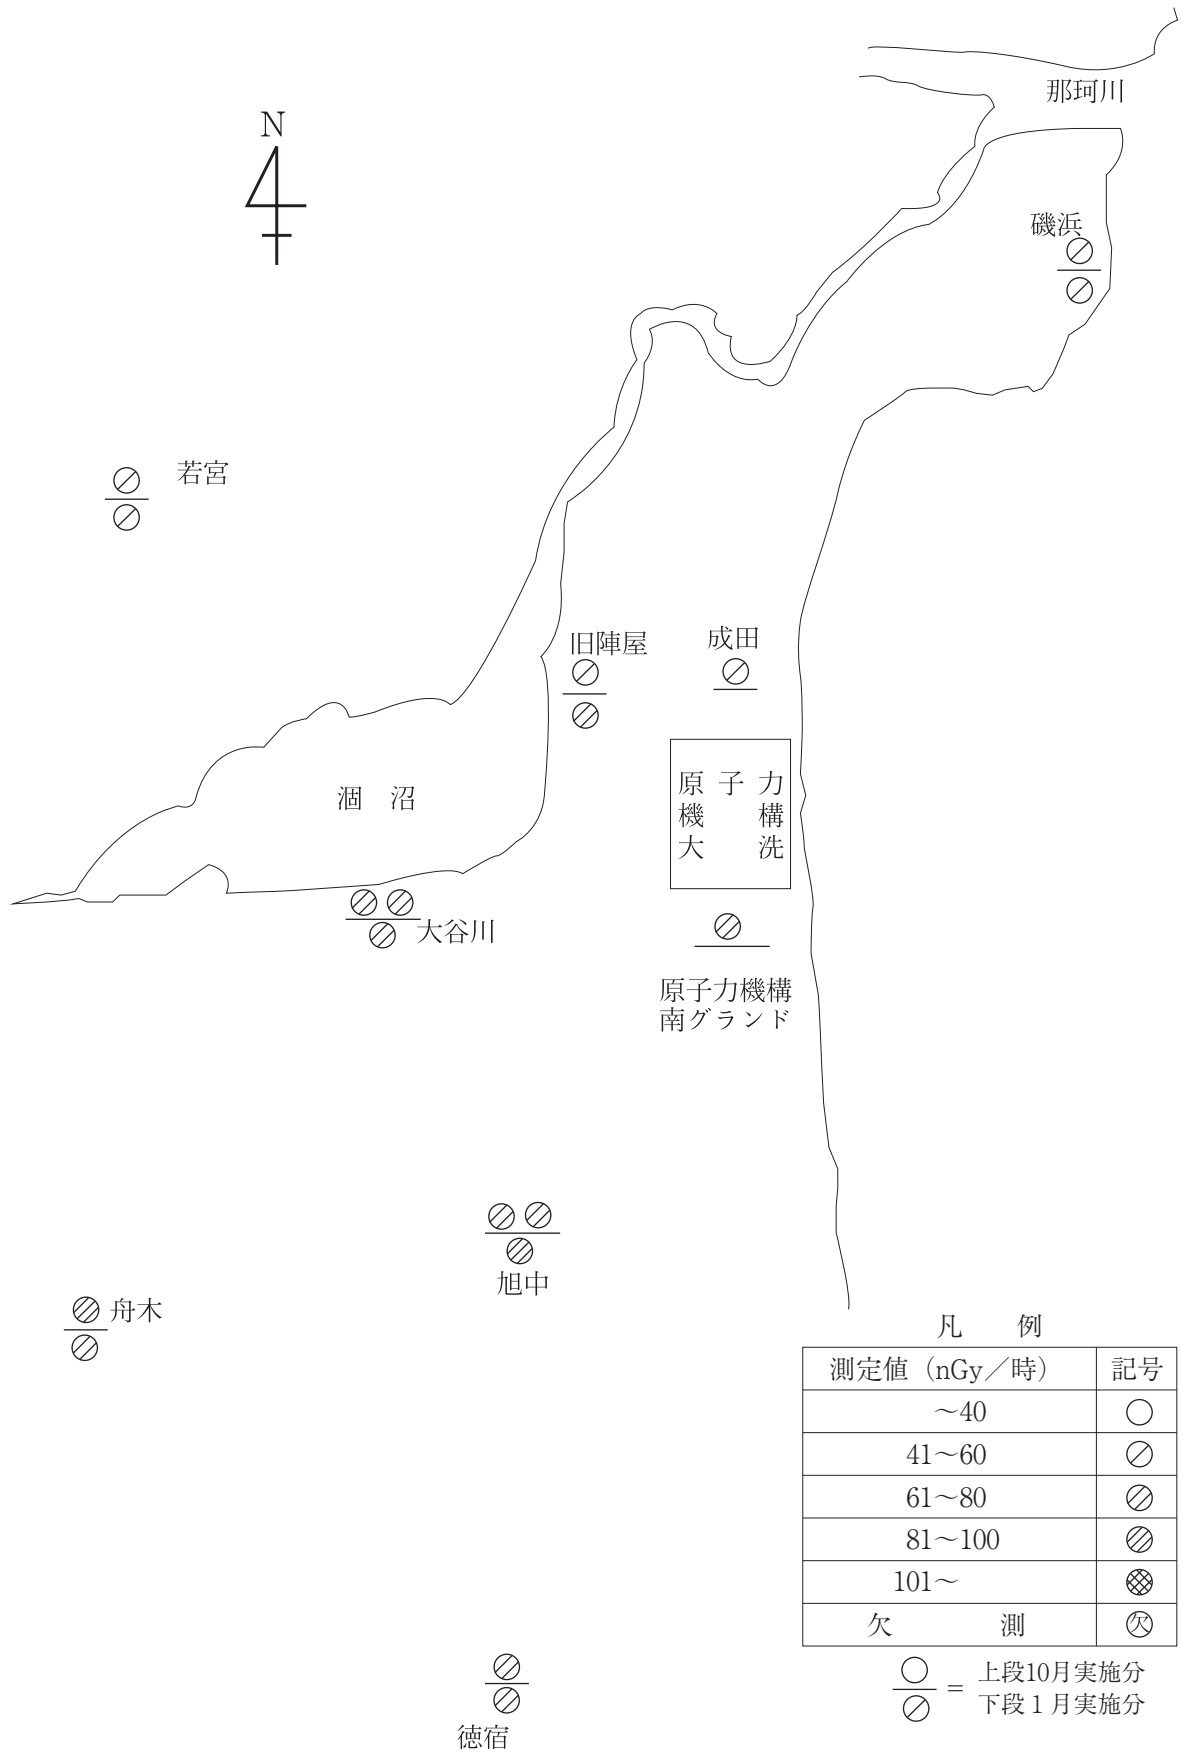 那珂川
N
磯浜
若宮
旧陣屋
成田
原子力
機構
大洗
涸沼
大谷川
原子力機構
南グランド
旭中
舟木
凡例
測定値（nGy／時） 記号
～40
41～60
61～80
81～100
101～
欠測 欠
= 上段10月実施分
下段１月実施分
徳宿